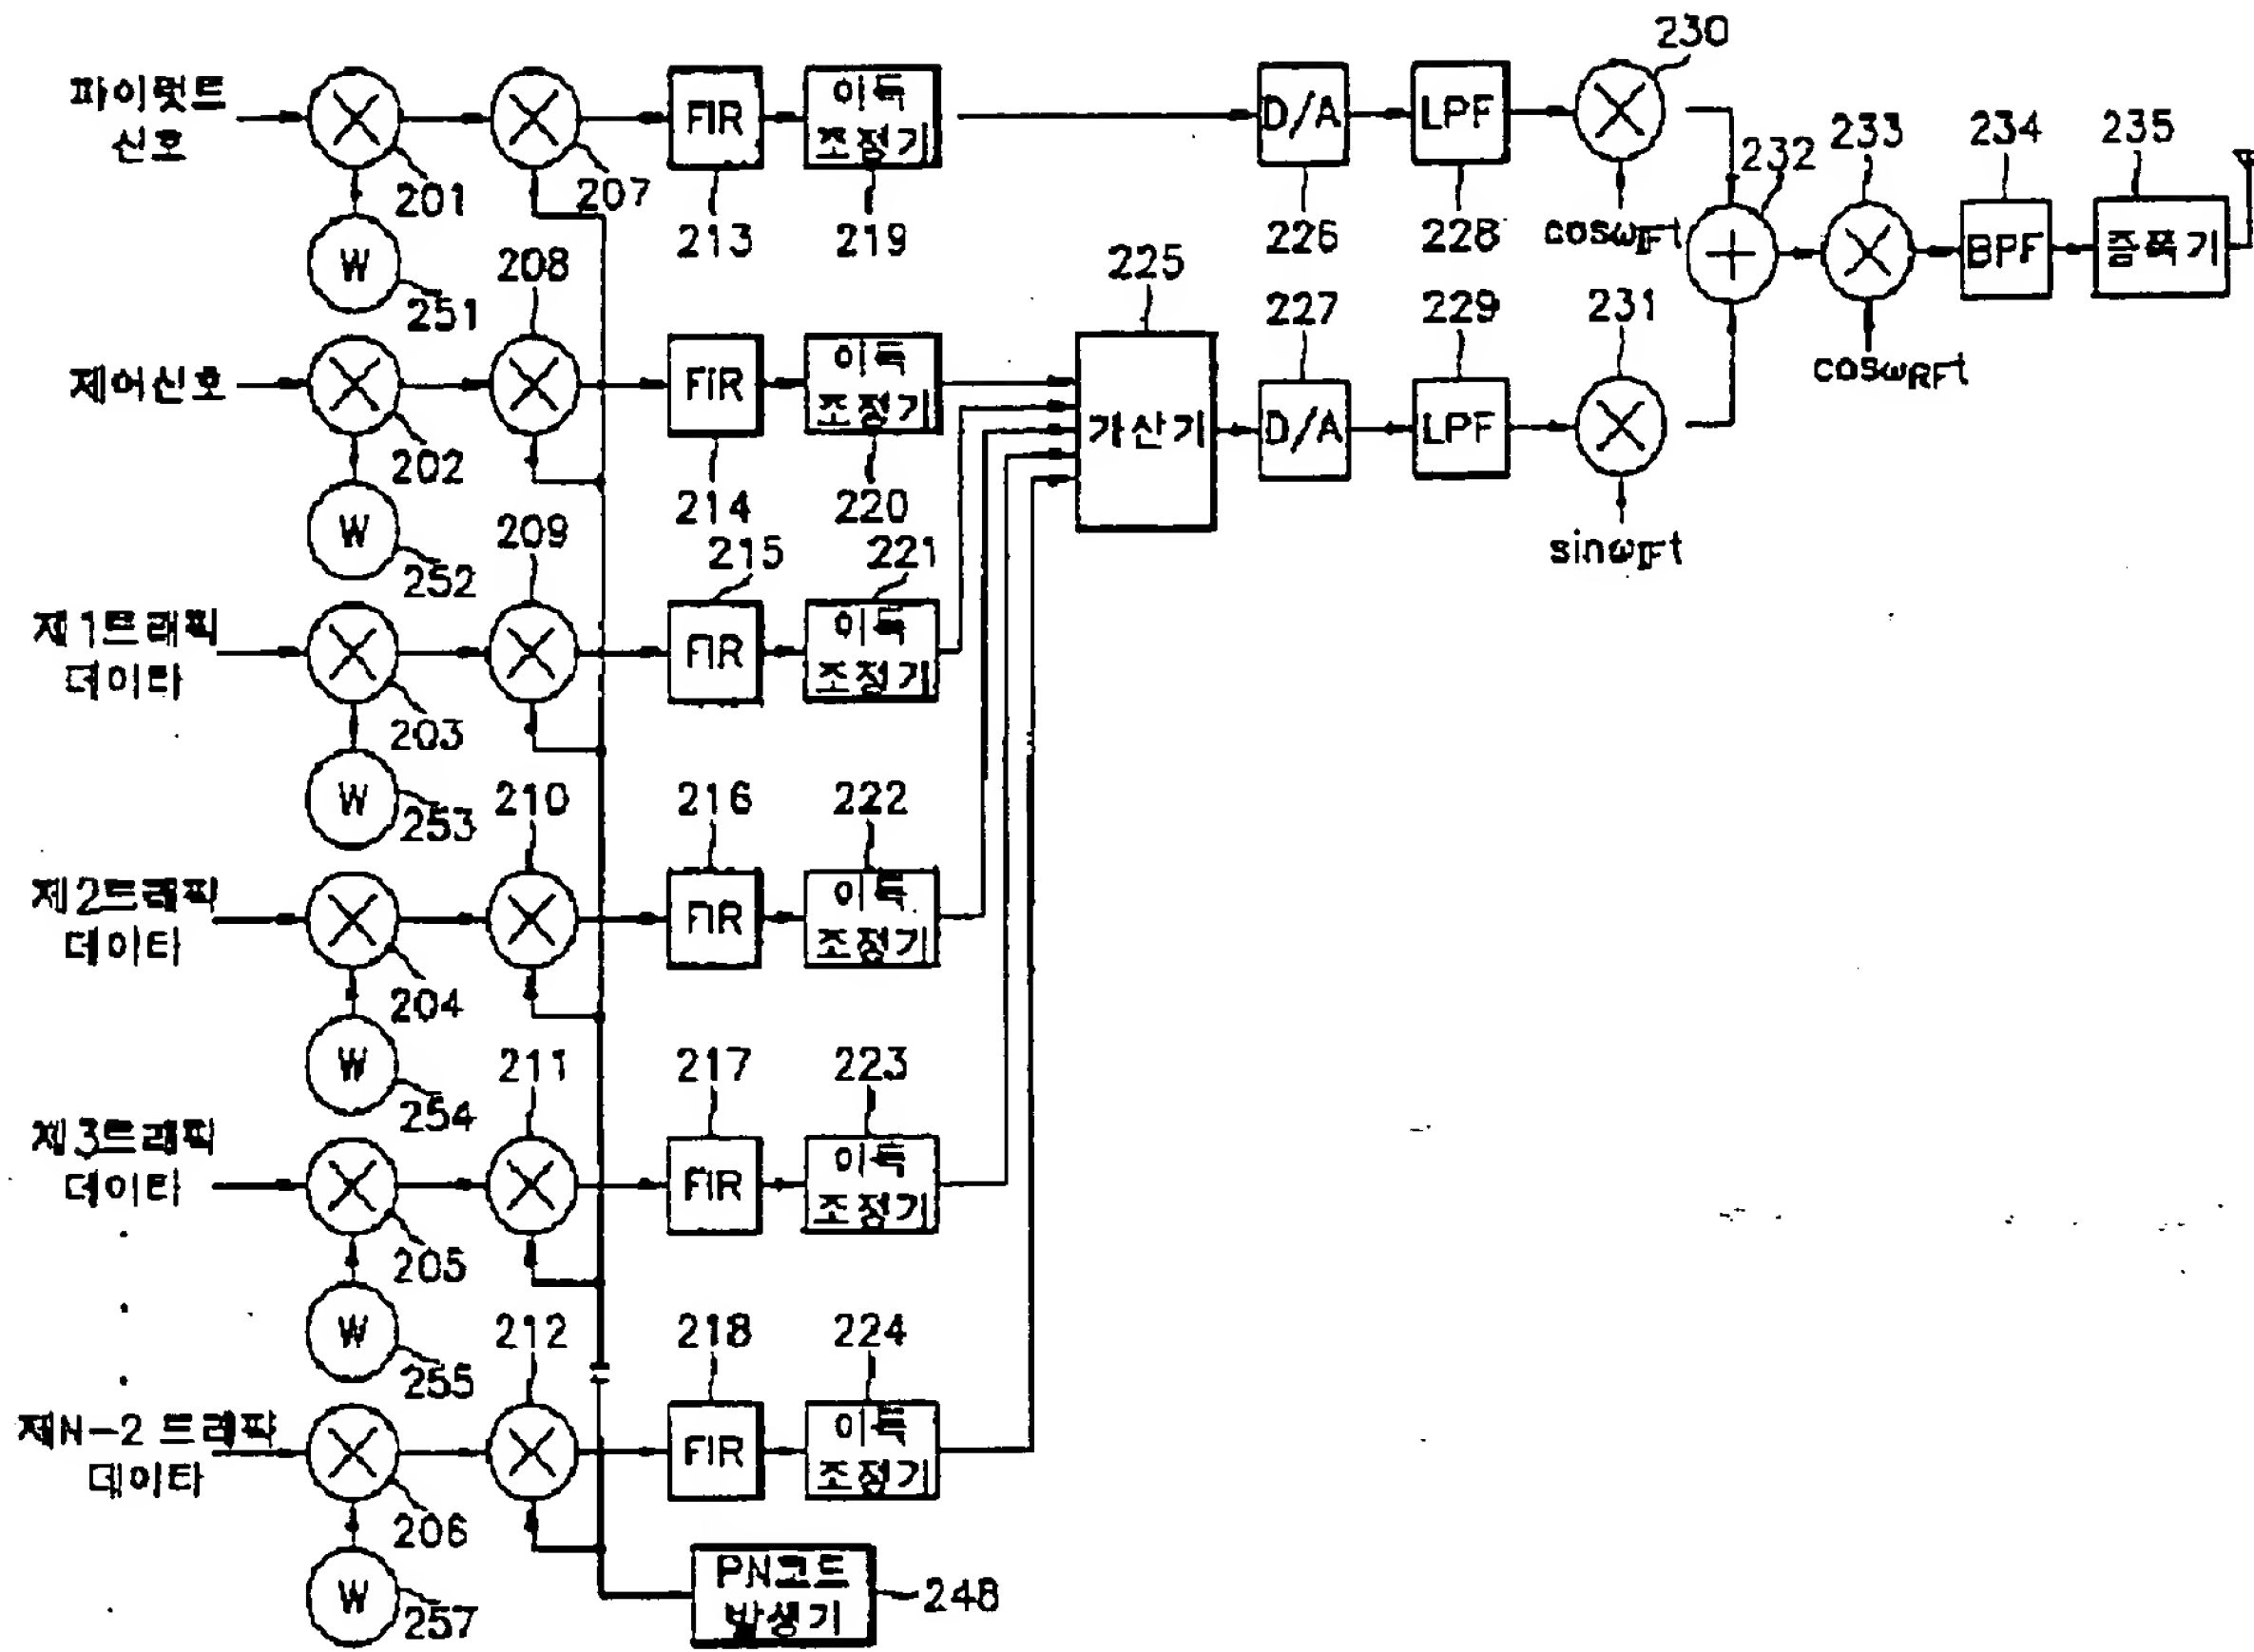 230
파이럿트
신호
201
207
FIR
213
이득
조정기
219
D/A
226
LPF
228
cosωIFt
232
233
234
235
BPF
증폭기
cosωRFt
W
251
208
225
227
229
231
제어신호
202
FIR
214
이득
조정기
220
가산기
D/A
LPF
sinωIFt
W
252
209
215
221
제1트래픽
데이타
203
FIR
이득
조정기
W
253
210
216
222
제2트래픽
데이타
204
FIR
이득
조정기
W
254
211
217
223
제3트래픽
데이타
205
FIR
이득
조정기
W
255
212
218
224
제N-2 트래픽
데이타
206
FIR
이득
조정기
W
257
PN코드
발생기
248